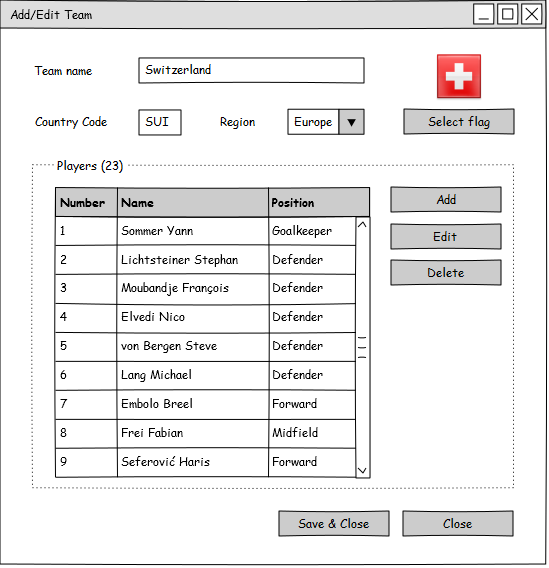 Add/Edit Team
Team name Switzerland
Country Code SUI Region Europe Select flag
Players (23)
Number Name Position Add
1 Sommer Yann Goalkeeper
2 Lichtsteiner Stephan Defender
3 Moubandje François Defender
4 Elvedi Nico Defender
5 von Bergen Steve Defender
6 Lang Michael Defender
7 Embolo Breel Forward
8 Frei Fabian Midfield
9 Seferović Haris Forward
Edit
Delete
Save & Close Close